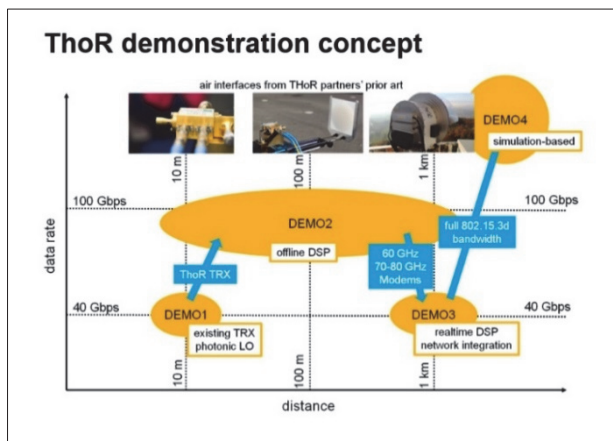 ThoR demonstration concept
air interfaces from THoR partners' prior art
data rate
10 m
100 m
1 km
DEMO4
simulation-based
100 Gbps
100 Gbps
DEMO2
offline DSP
full 802.15.3d
bandwidth
ThoR TRX
60 GHz
70-80 GHz
Modems
40 Gbps
DEMO1
existing TRX
photonic LO
DEMO3
realtime DSP
network integration
40 Gbps
10 m
100 m
1 km
distance